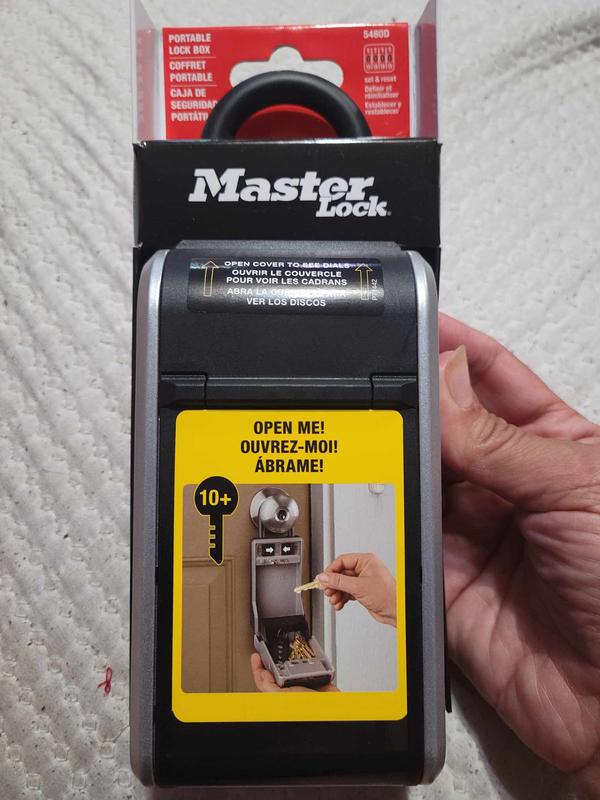 PORTABLE
LOCK BOX
COFFRET
PORTABLE
CAJA DE
SEGURIDAD
PORTÁTIL
5480D
set & reset
Définir et
réinitialiser
Establecer y
restablecer
Master
Lock
OPEN COVER TO SEE DIALS
OUVRIR LE COUVERCLE
POUR VOIR LES CADRANS
ABRA LA
VER LOS DISCOS
OPEN ME!
OUVREZ-MOI!
ÁBRAME!
10+